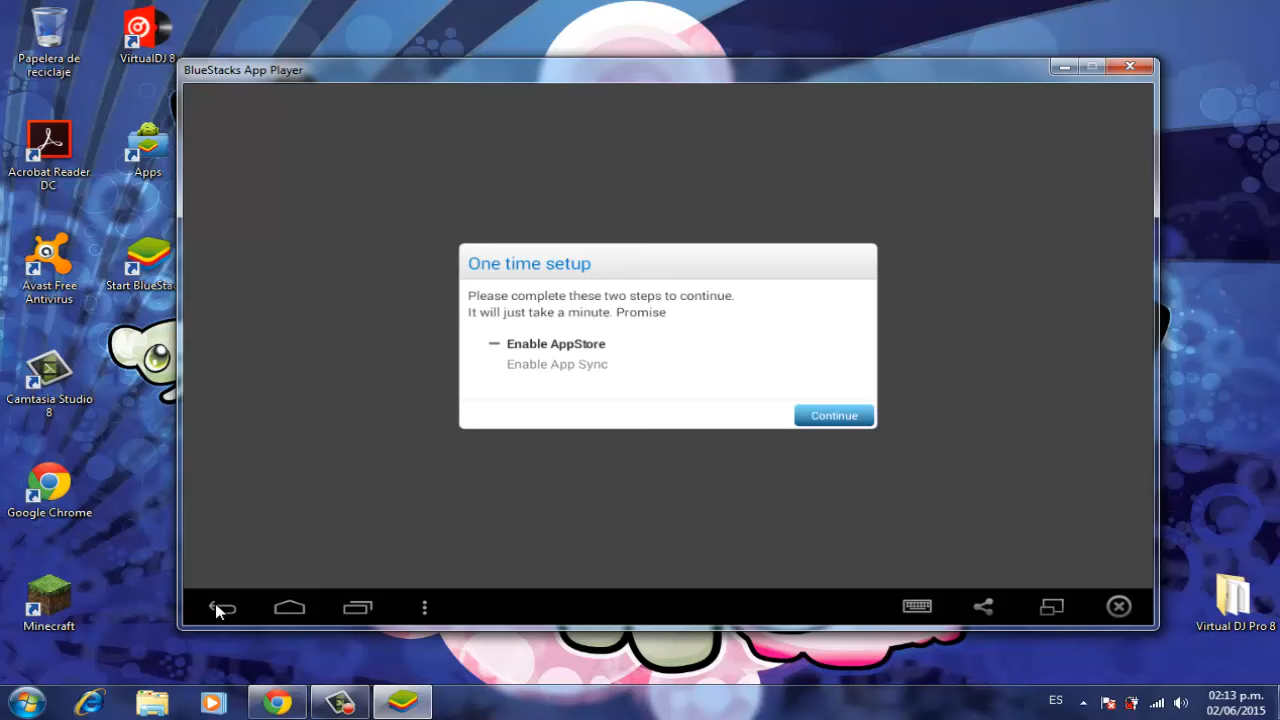 Papelera de
reciclaje
VirtualDJ 8
BlueStacks App Player
Acrobat Reader
DC
Apps
Avast Free
Antivirus
Start BlueSta
One time setup
Please complete these two steps to continue.
It will just take a minute. Promise
Enable AppStore
Enable App Sync
Continue
Camtasia Studio
8
Google Chrome
Minecraft
Virtual DJ Pro 8
ES
02:13 p.m.
02/06/2015